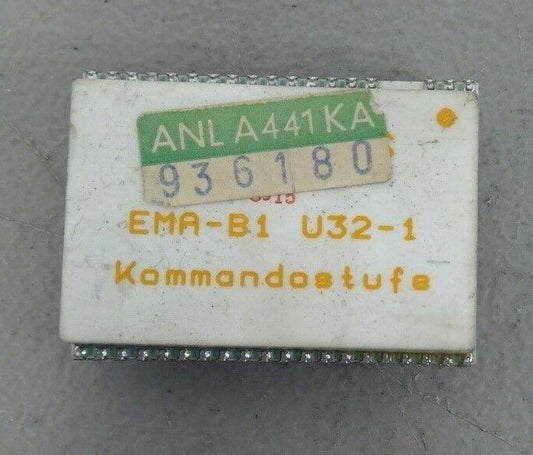 ANL A441KA
936180
EMA-B1 U32-1
Kommandostufe